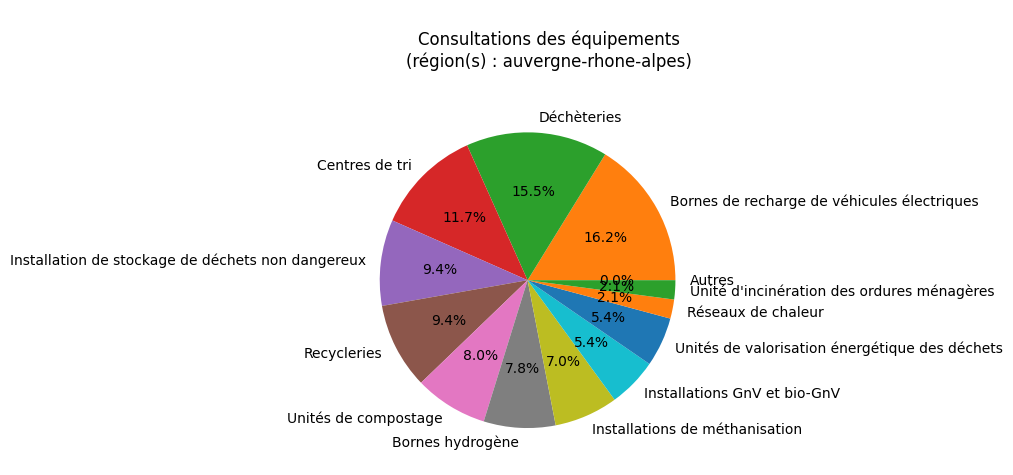 Consultations des équipements
(région(s) : auvergne-rhone-alpes)
Déchèteries
Centres de tri
15.5%
11.7%
Bornes de recharge de véhicules électriques
16.2%
Installation de stockage de déchets non dangereux
9.4%
0.0%
Autres
2.1%
Unité d'incinération des ordures ménagères
2.1%
Réseaux de chaleur
9.4%
5.4%
Recycleries
8.0%
5.4%
Unités de valorisation énergétique des déchets
7.8%
7.0%
Installations GnV et bio-GnV
Unités de compostage
Installations de méthanisation
Bornes hydrogène